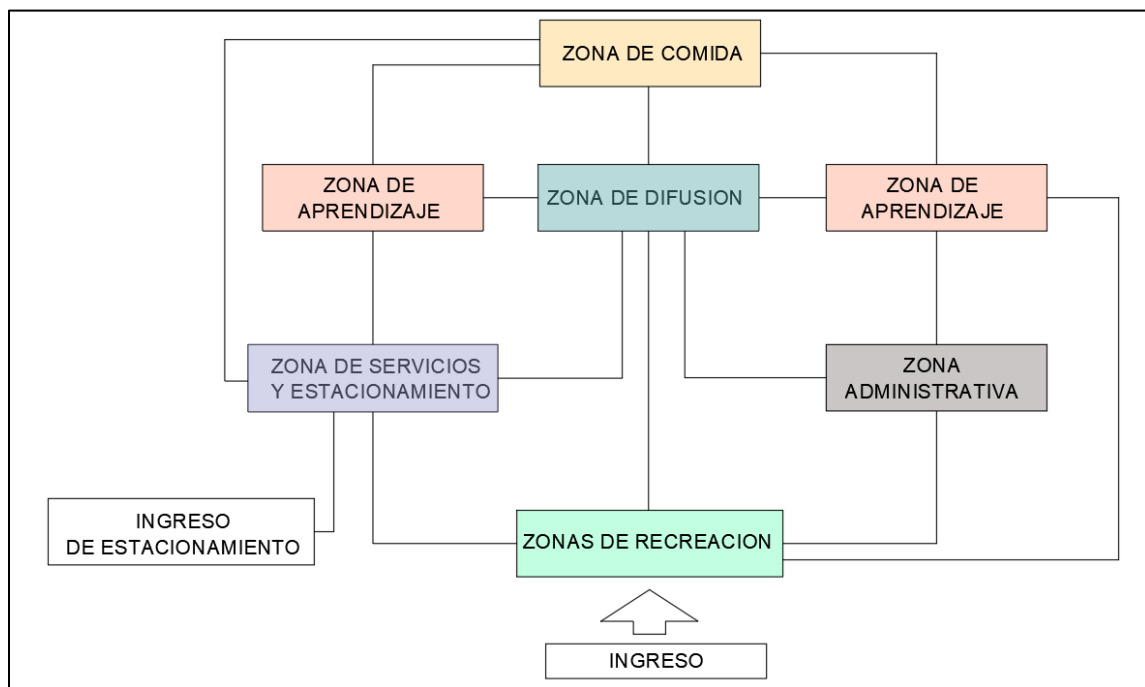 ZONA DE COMIDA
ZONA DE
APRENDIZAJE
ZONA DE DIFUSION
ZONA DE
APRENDIZAJE
ZONA DE SERVICIOS
Y ESTACIONAMIENTO
ZONA
ADMINISTRATIVA
INGRESO
DE ESTACIONAMIENTO
ZONAS DE RECREACION
INGRESO